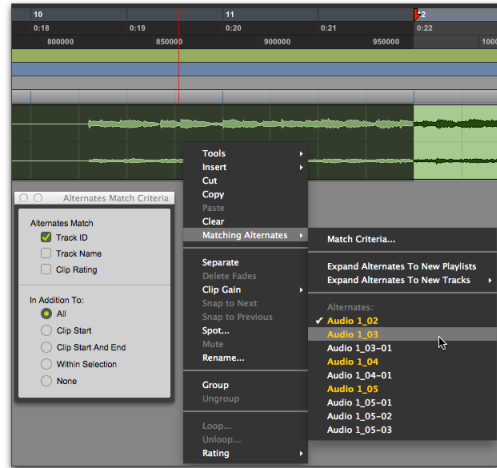 10 11 12
0:18 0:19 0:20 0:21 0:22
800000 850000 900000 950000 1000
Alternates Match Criteria
Alternates Match
Track ID
Track Name
Clip Rating
In Addition To:
All
Clip Start
Clip Start And End
Within Selection
None
Tools
Insert
Cut
Copy
Paste
Clear
Matching Alternates
Separate
Delete Fades
Clip Gain
Snap to Next
Snap to Previous
Spot...
Mute
Rename...
Group
Ungroup
Loop...
Unloop...
Rating
Match Criteria...
Expand Alternates To New Playlists
Expand Alternates To New Tracks
Alternates:
Audio 1_02
Audio 1_03
Audio 1_03-01
Audio 1_04
Audio 1_04-01
Audio 1_05
Audio 1_05-01
Audio 1_05-02
Audio 1_05-03